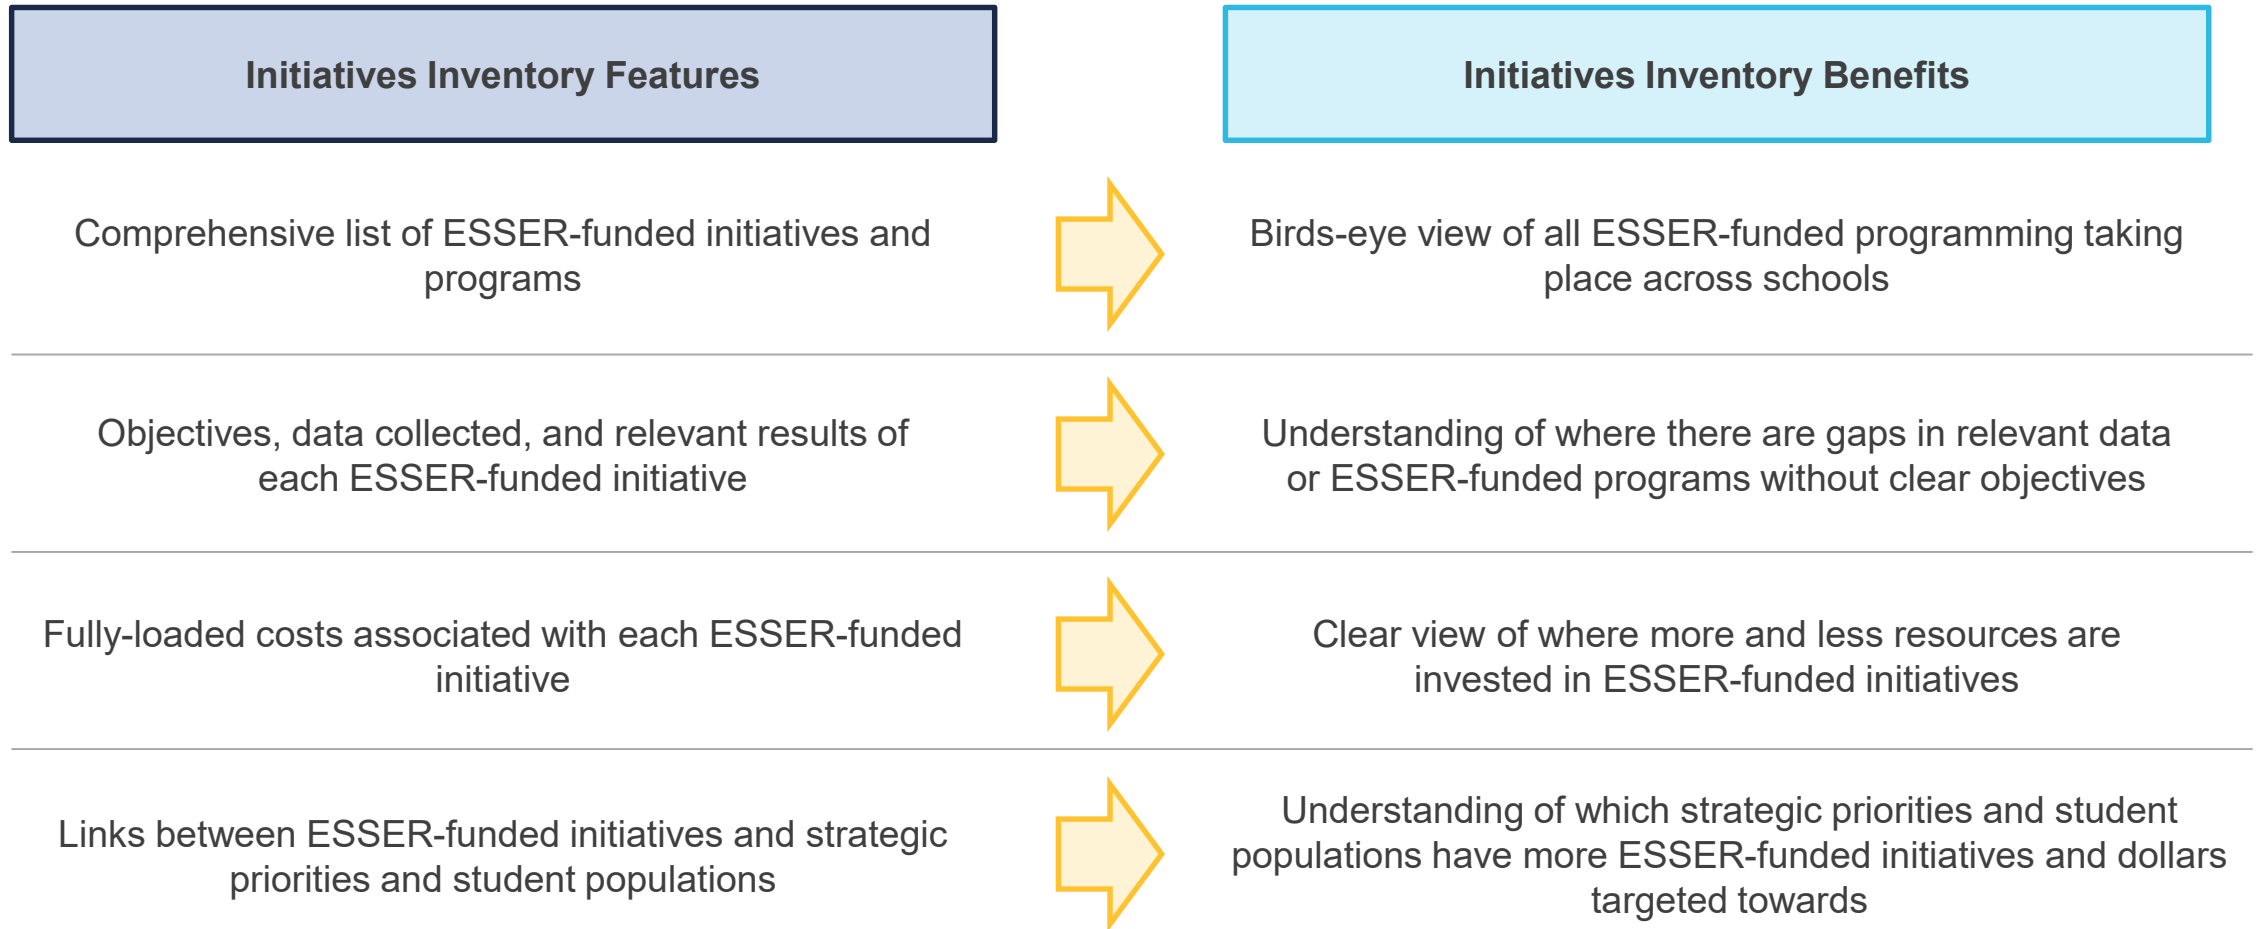 Initiatives Inventory Features
Initiatives Inventory Benefits
Comprehensive list of ESSER-funded initiatives and
programs
Birds-eye view of all ESSER-funded programming taking
place across schools
Objectives, data collected, and relevant results of
each ESSER-funded initiative
Understanding of where there are gaps in relevant data
or ESSER-funded programs without clear objectives
Fully-loaded costs associated with each ESSER-funded
initiative
Clear view of where more and less resources are
invested in ESSER-funded initiatives
Links between ESSER-funded initiatives and strategic
priorities and student populations
Understanding of which strategic priorities and student
populations have more ESSER-funded initiatives and dollars
targeted towards